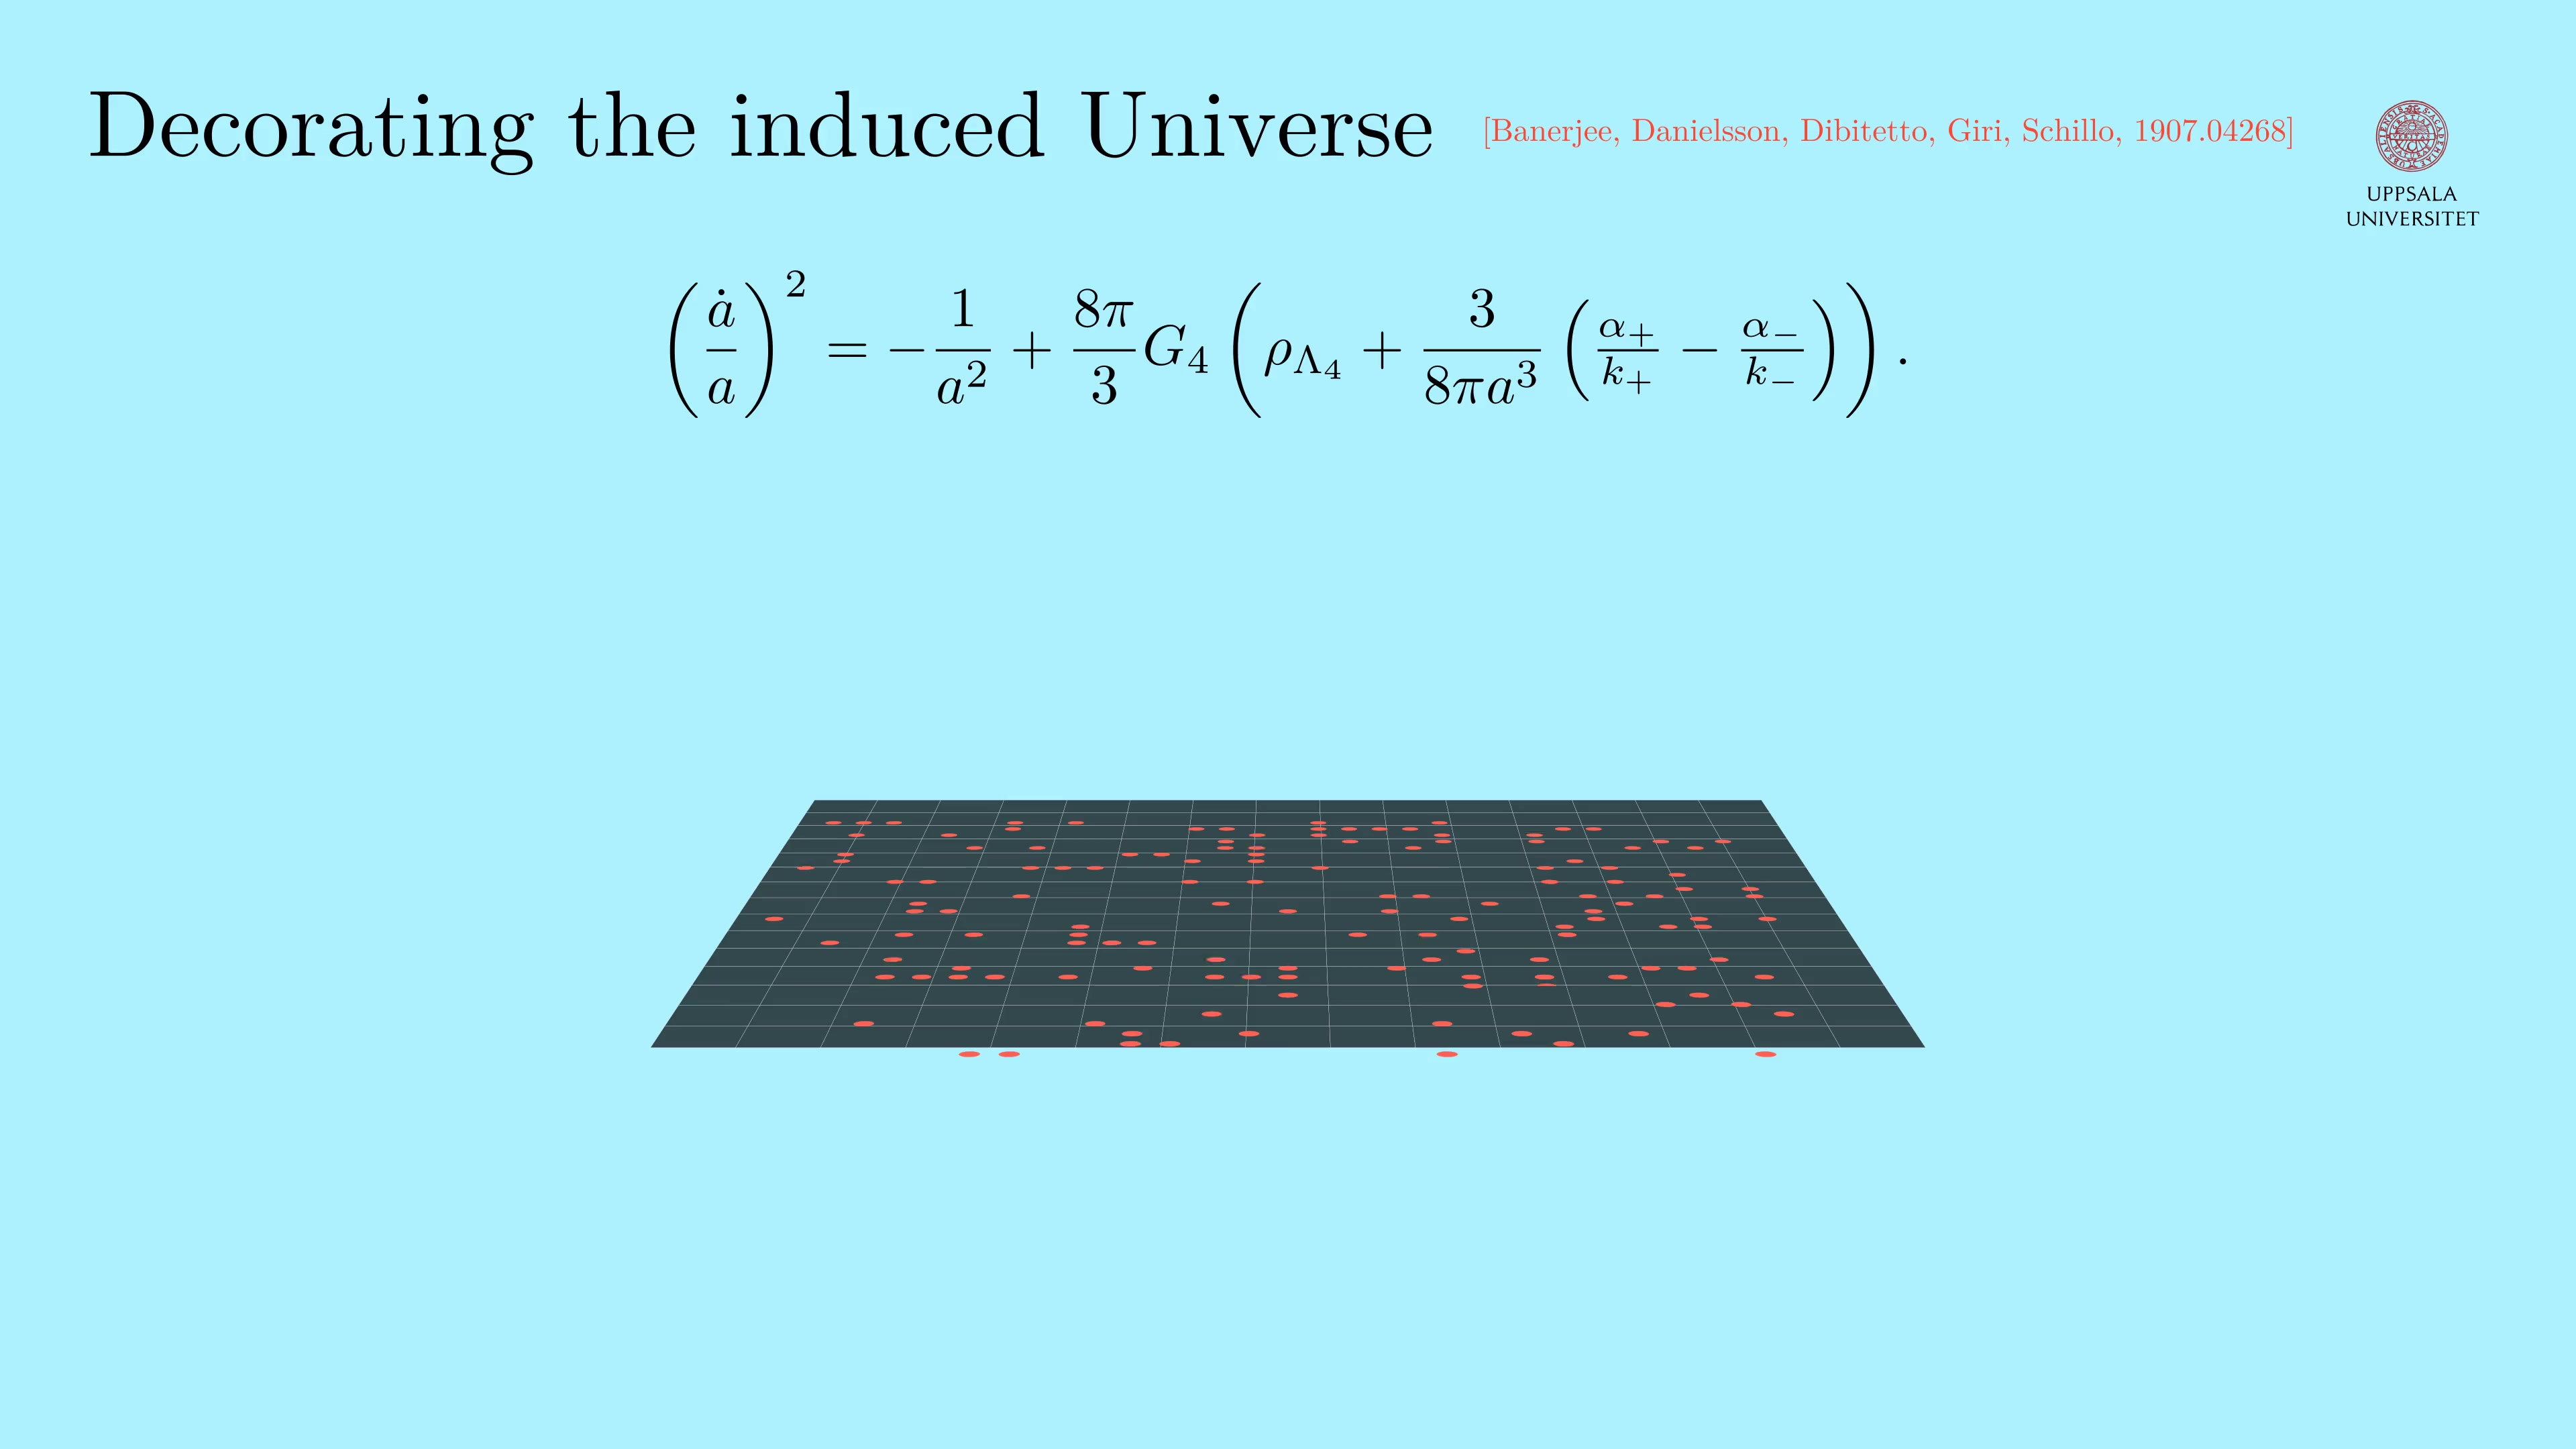 Decorating the induced Universe [Banerjee, Danielsson, Dibitetto, Giri, Schillo, 1907.04268]
UPPSALA
UNIVERSITET
$\left(\frac{\dot{a}}{a}\right)^2 = -\frac{1}{a^2} + \frac{8\pi}{3} G_4 \left(\rho_{\Lambda_4} + \frac{3}{8\pi a^3} \left(\frac{\alpha_+}{k_+} - \frac{\alpha_-}{k_-}\right)\right).$